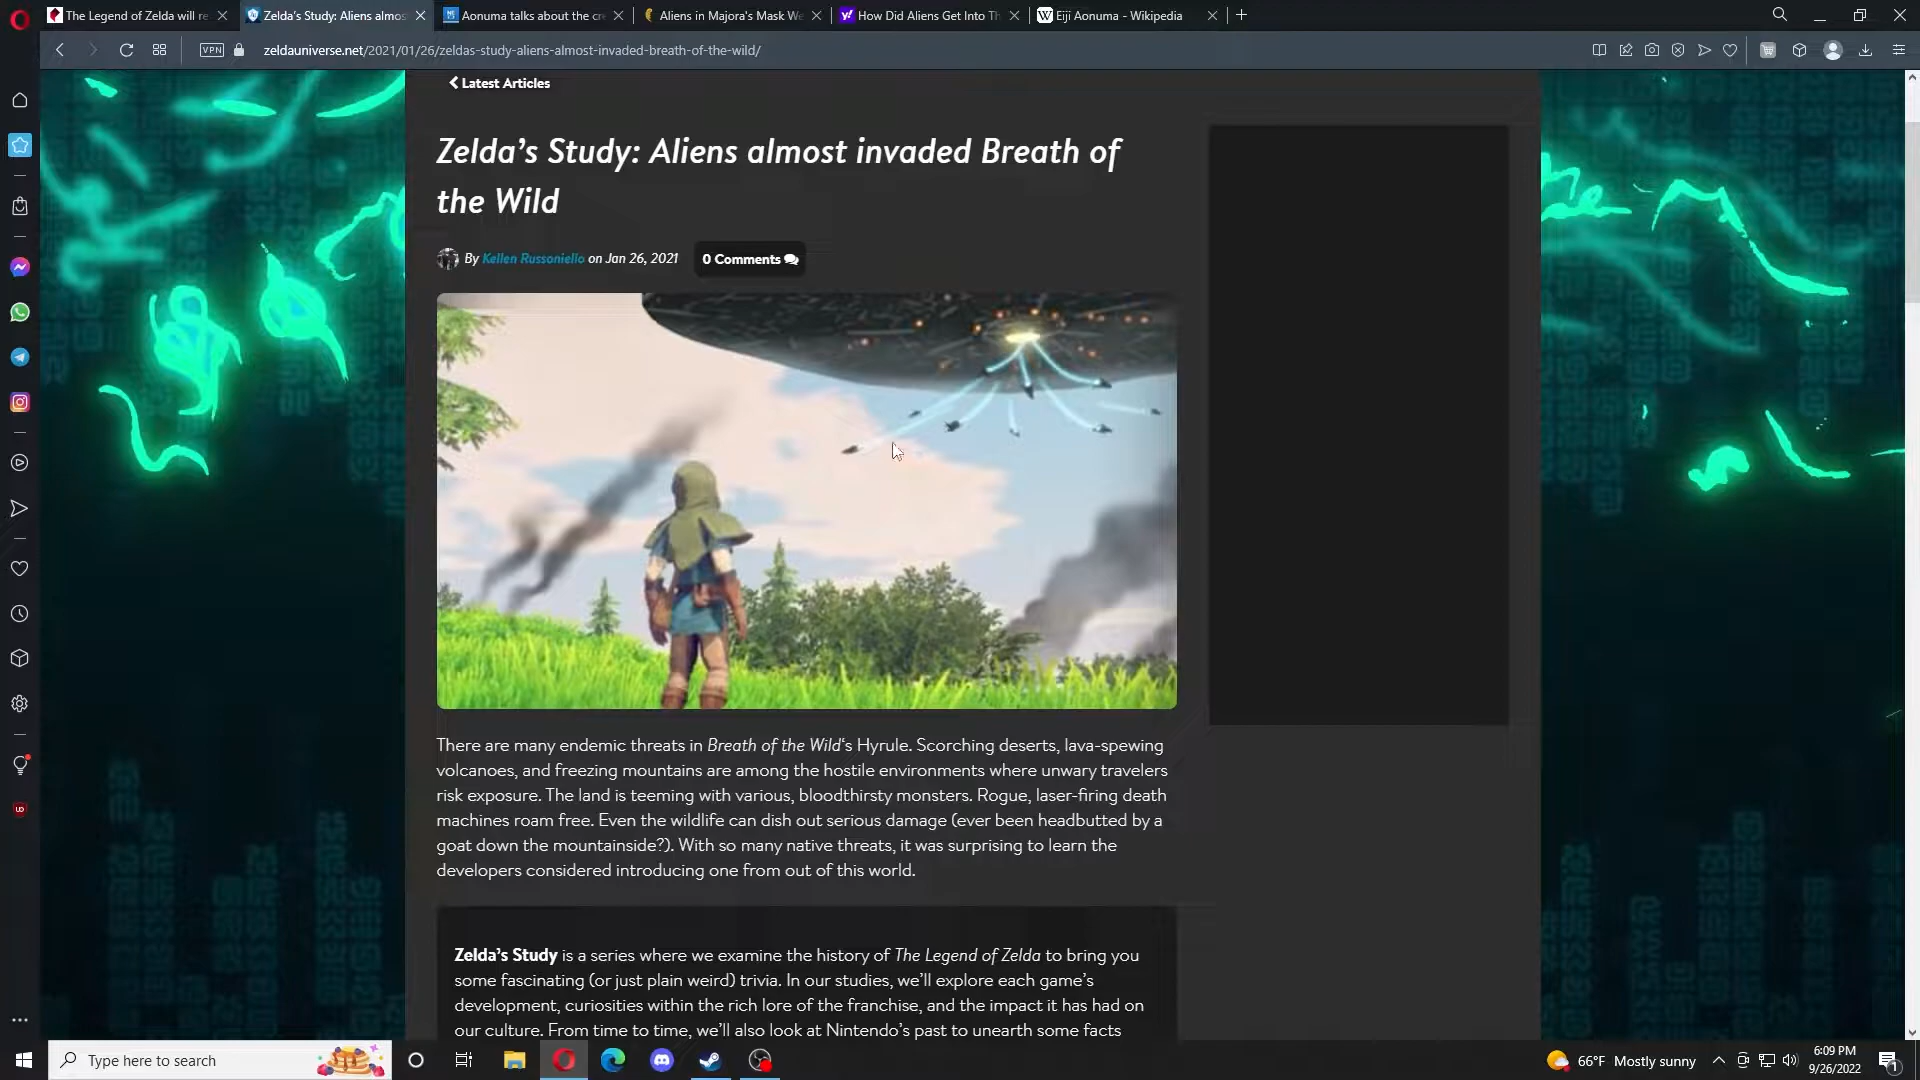 The Legend of Zelda will re
Zelda's Study: Aliens almos
Aonuma talks about the cre
Aliens in Majora's Mask We
How Did Aliens Get Into Th
Eiji Aonuma - Wikipedia
VPN
zeldauniverse.net/2021/01/26/zeldas-study-aliens-almost-invaded-breath-of-the-wild/
Latest Articles
Zelda's Study: Aliens almost invaded Breath of
the Wild
By Kellen Russoniello on Jan 26, 2021
0 Comments
There are many endemic threats in Breath of the Wild‘s Hyrule. Scorching deserts, lava-spewing
volcanoes, and freezing mountains are among the hostile environments where unwary travelers
risk exposure. The land is teeming with various, bloodthirsty monsters. Rogue, laser-firing death
machines roam free. Even the wildlife can dish out serious damage (ever been headbutted by a
goat down the mountainside?). With so many native threats, it was surprising to learn the
developers considered introducing one from out of this world.
Zelda's Study is a series where we examine the history of The Legend of Zelda to bring you
some fascinating (or just plain weird) trivia. In our studies, we'll explore each game's
development, curiosities within the rich lore of the franchise, and the impact it has had on
our culture. From time to time, we'll also look at Nintendo's past to unearth some facts
Type here to search
66°F Mostly sunny
6:09 PM
9/26/2022
1